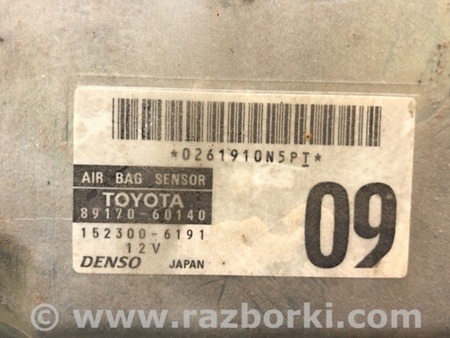 *0261910N5PI*
AIR BAG SENSOR
TOYOTA
89170-60140
152300-6191
12V
DENSO JAPAN
09
www.razborki.com